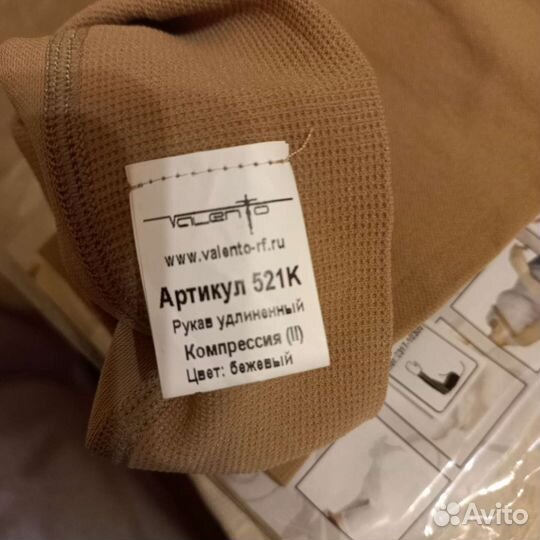 VALENTO
www.valento-rf.ru
Артикул 521К
Рукав удлиненный
Компрессия (II)
Цвет: бежевый
Avito